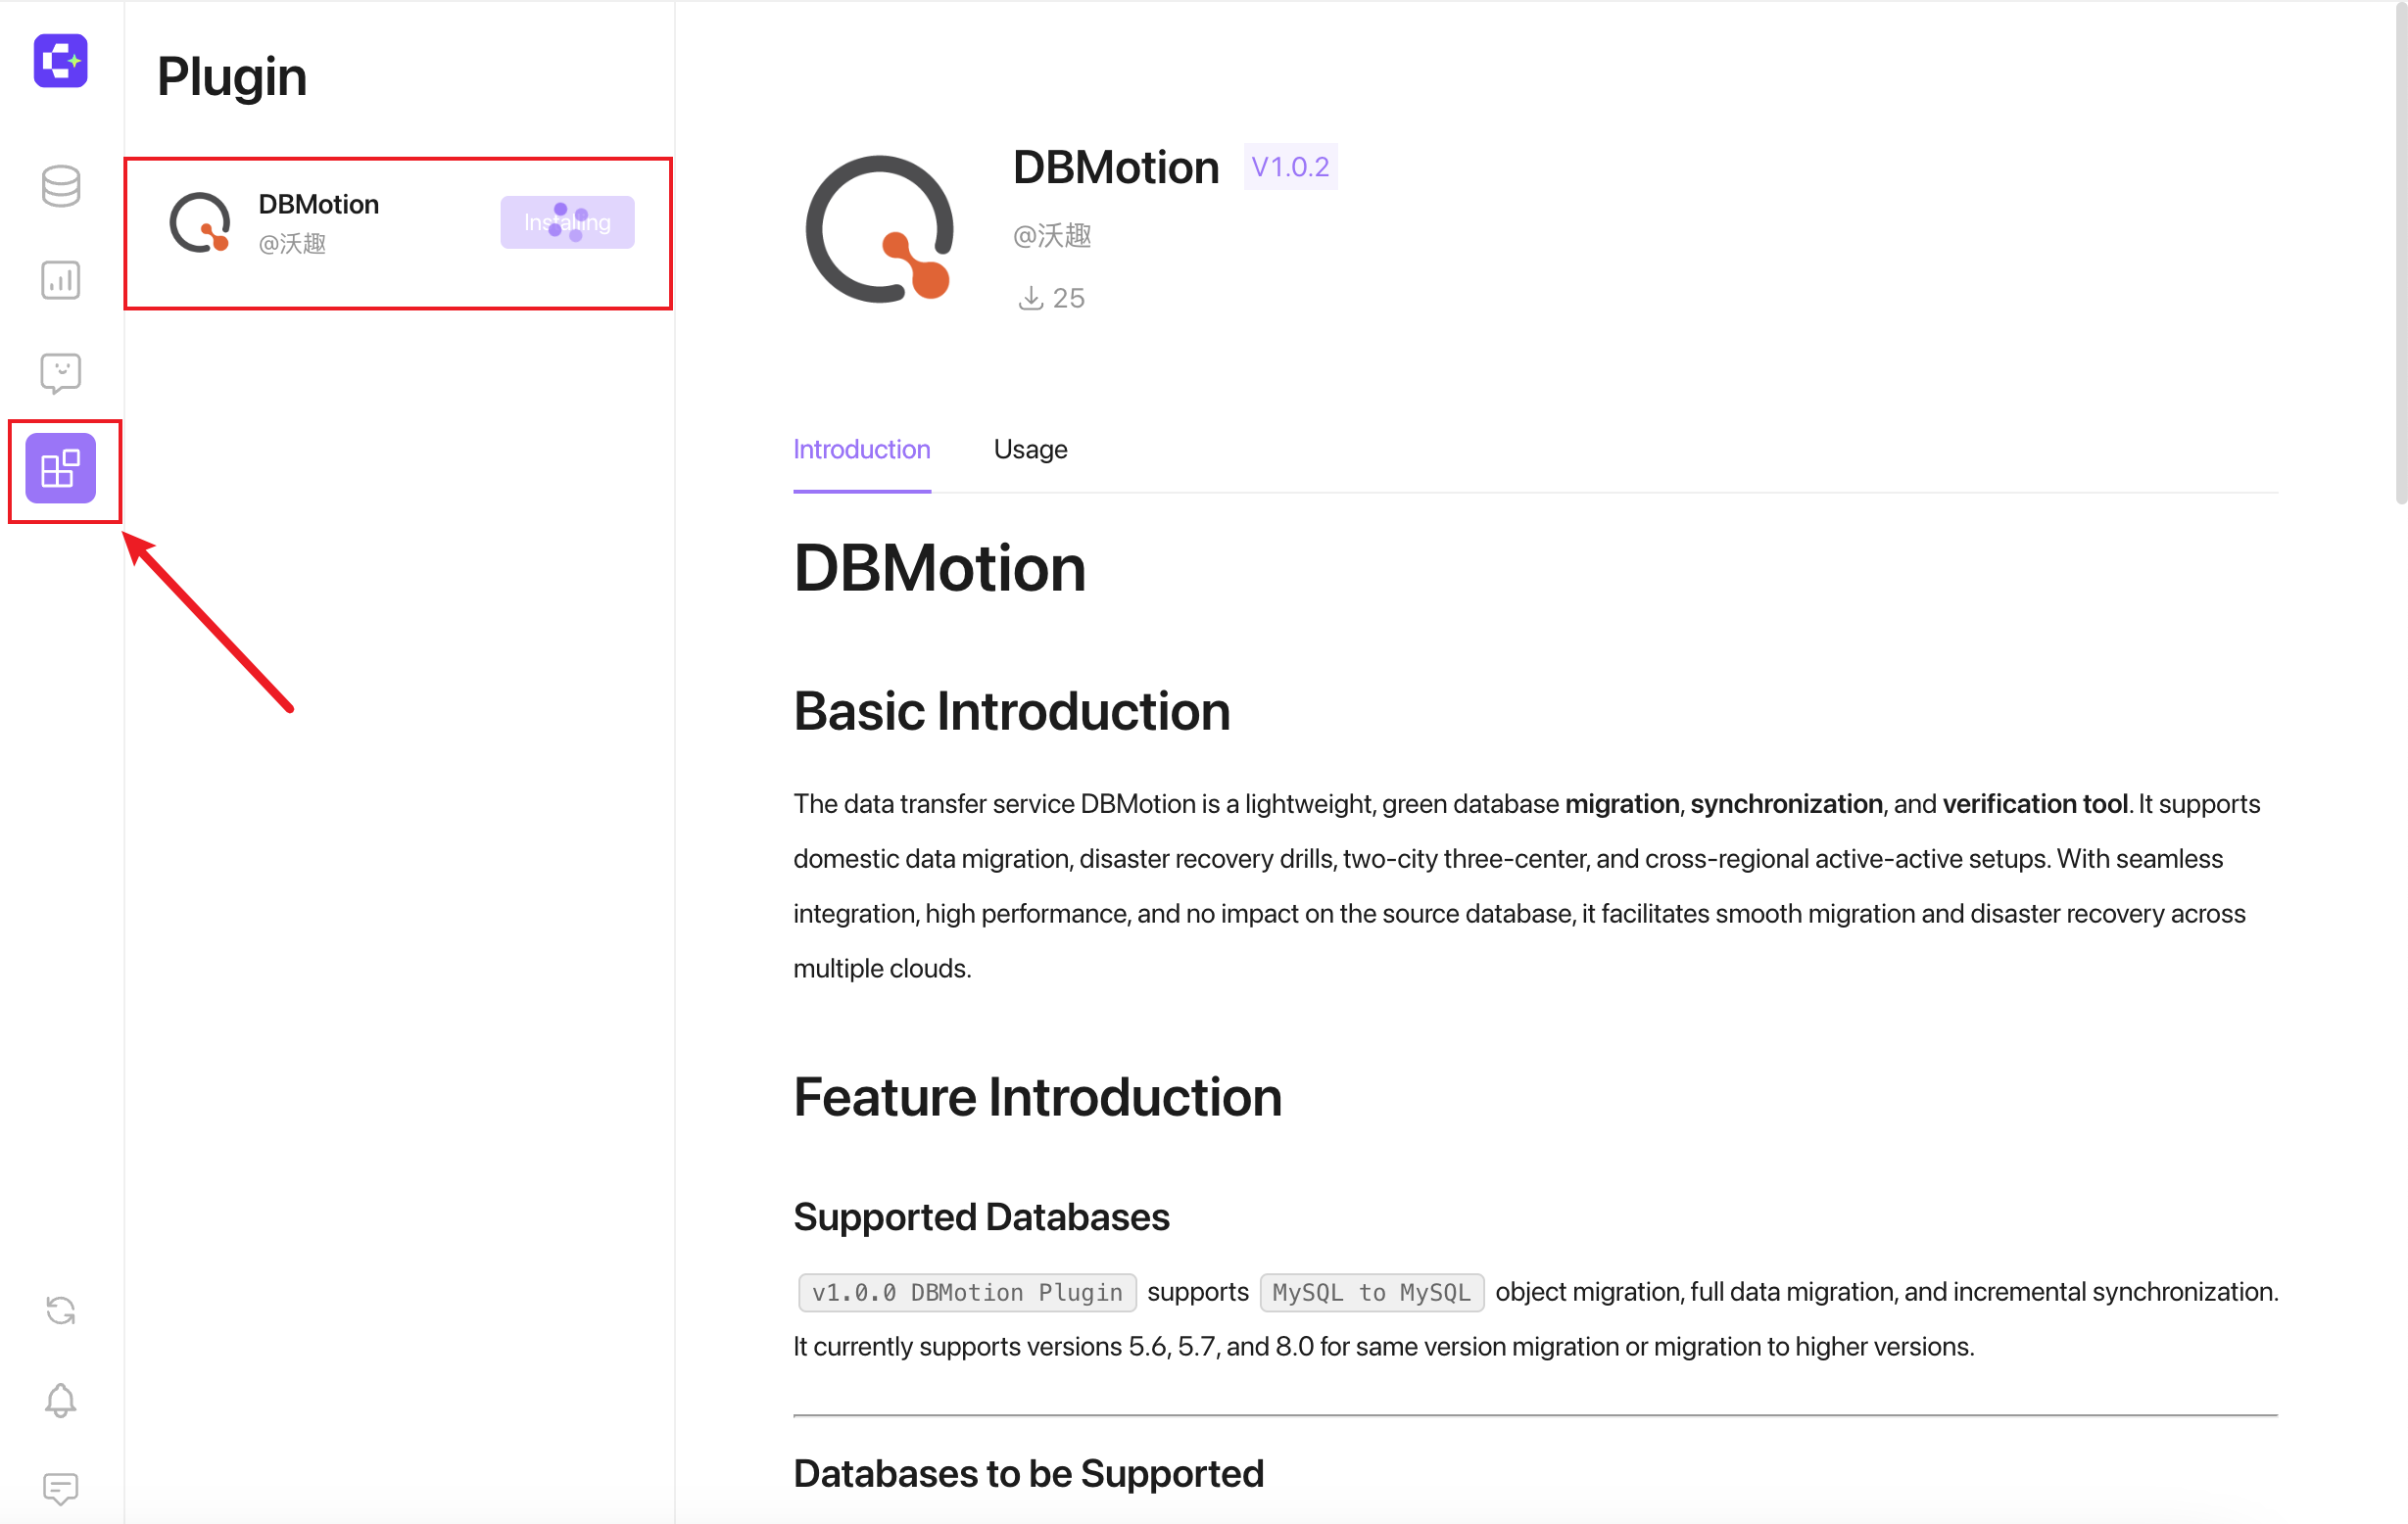 Plugin
DBMotion
@沃趣
Installing
DBMotion V1.0.2
@沃趣
25
Introduction Usage
DBMotion
Basic Introduction
The data transfer service DBMotion is a lightweight, green database migration, synchronization, and verification tool. It supports
domestic data migration, disaster recovery drills, two-city three-center, and cross-regional active-active setups. With seamless
integration, high performance, and no impact on the source database, it facilitates smooth migration and disaster recovery across
multiple clouds.
Feature Introduction
Supported Databases
v1.0.0 DBMotion Plugin supports MySQL to MySQL object migration, full data migration, and incremental synchronization.
It currently supports versions 5.6, 5.7, and 8.0 for same version migration or migration to higher versions.
Databases to be Supported